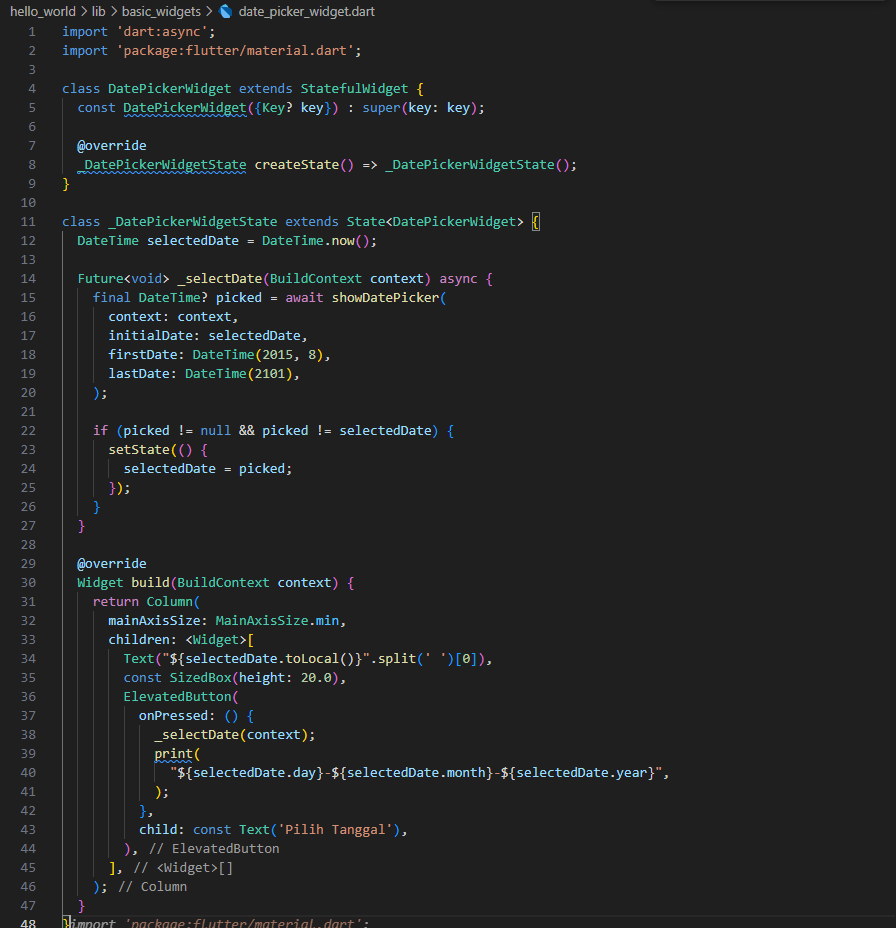 hello_world > lib > basic_widgets > date_picker_widget.dart
1 import 'dart:async';
2 import 'package:flutter/material.dart';
3
4 class DatePickerWidget extends StatefulWidget {
5   const DatePickerWidget({Key? key}) : super(key: key);
6
7   @override
8   _DatePickerWidgetState createState() => _DatePickerWidgetState();
9 }
10
11 class _DatePickerWidgetState extends State<DatePickerWidget> {
12   DateTime selectedDate = DateTime.now();
13
14   Future<void> _selectDate(BuildContext context) async {
15     final DateTime? picked = await showDatePicker(
16       context: context,
17       initialDate: selectedDate,
18       firstDate: DateTime(2015, 8),
19       lastDate: DateTime(2101),
20     );
21
22     if (picked != null && picked != selectedDate) {
23       setState(() {
24         selectedDate = picked;
25       });
26     }
27   }
28
29   @override
30   Widget build(BuildContext context) {
31     return Column(
32       mainAxisSize: MainAxisSize.min,
33       children: <Widget>[
34         Text("${selectedDate.toLocal()}".split(' ')[0]),
35         const SizedBox(height: 20.0),
36         ElevatedButton(
37           onPressed: () {
38             _selectDate(context);
39             print(
40               "${selectedDate.day}-${selectedDate.month}-${selectedDate.year}",
41             );
42           },
43           child: const Text('Pilih Tanggal'),
44         ), // ElevatedButton
45       ], // <Widget>[]
46     ); // Column
47   }
48 }import 'package:flutter/material.dart';